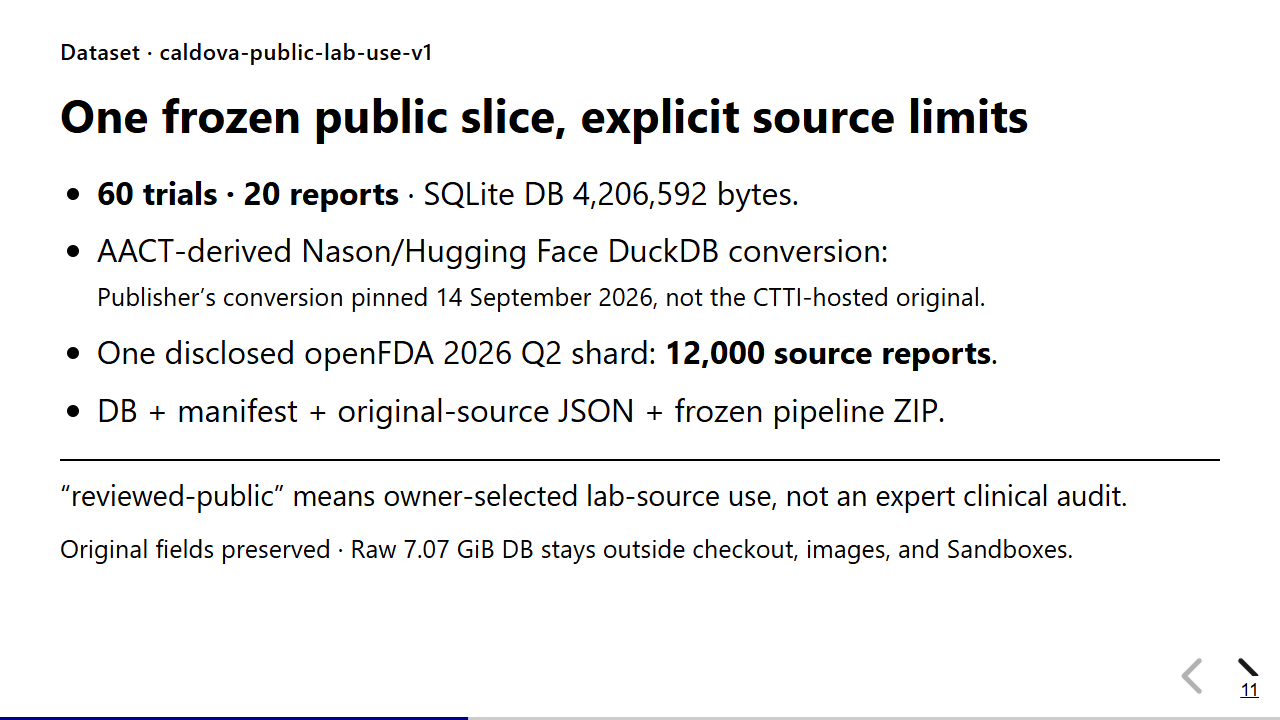 Dataset · caldova-public-lab-use-v1
One frozen public slice, explicit source limits
• 60 trials · 20 reports · SQLite DB 4,206,592 bytes.
• AACT-derived Nason/Hugging Face DuckDB conversion:
Publisher’s conversion pinned 14 September 2026, not the CTTI-hosted original.
• One disclosed openFDA 2026 Q2 shard: 12,000 source reports.
• DB + manifest + original-source JSON + frozen pipeline ZIP.
“reviewed-public” means owner-selected lab-source use, not an expert clinical audit.
Original fields preserved · Raw 7.07 GiB DB stays outside checkout, images, and Sandboxes.
11